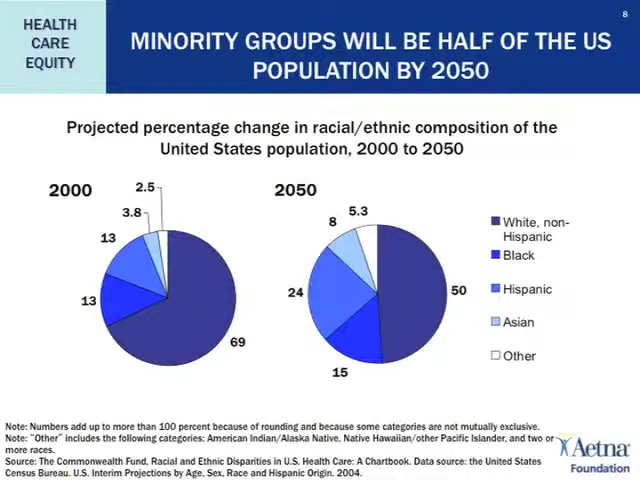 HEALTH
CARE
EQUITY
8
MINORITY GROUPS WILL BE HALF OF THE US
POPULATION BY 2050
Projected percentage change in racial/ethnic composition of the
United States population, 2000 to 2050
2000
2.5
3.8
13
13
69
2050
5.3
8
24
50
15
White, non-
Hispanic
Black
Hispanic
Asian
Other
Note: Numbers add up to more than 100 percent because of rounding and because some categories are not mutually exclusive.
Note: "Other" includes the following categories: American Indian/Alaska Native, Native Hawaiian/other Pacific Islander, and two or
more races.
Source: The Commonwealth Fund, Racial and Ethnic Disparities in U.S. Health Care: A Chartbook. Data source: the United States
Census Bureau. U.S. Interim Projections by Age, Sex, Race and Hispanic Origin. 2004.
Aetna
Foundation